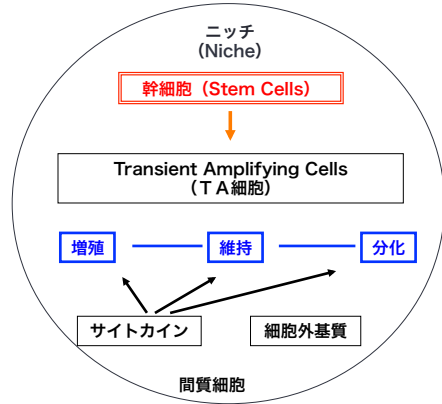 ニッチ
(Niche)
幹細胞（Stem Cells）
Transient Amplifying Cells
（ＴＡ細胞）
増殖
維持
分化
サイトカイン
細胞外基質
間質細胞